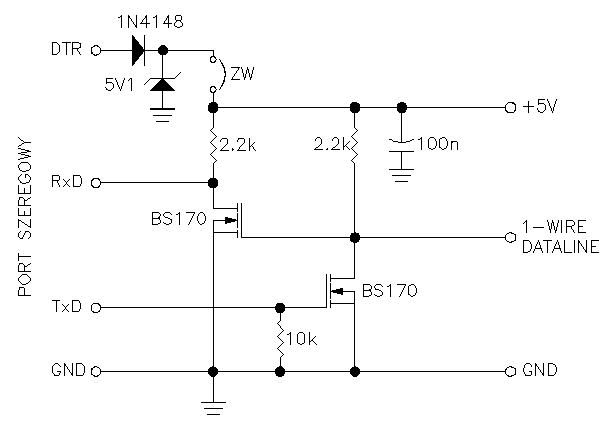 1N4148
DTR
5V1
ZW
+5V
2.2k
2.2k
100n
PORT SZEREGOWY
RxD
BS170
1-WIRE
DATALINE
BS170
TxD
10k
GND
GND